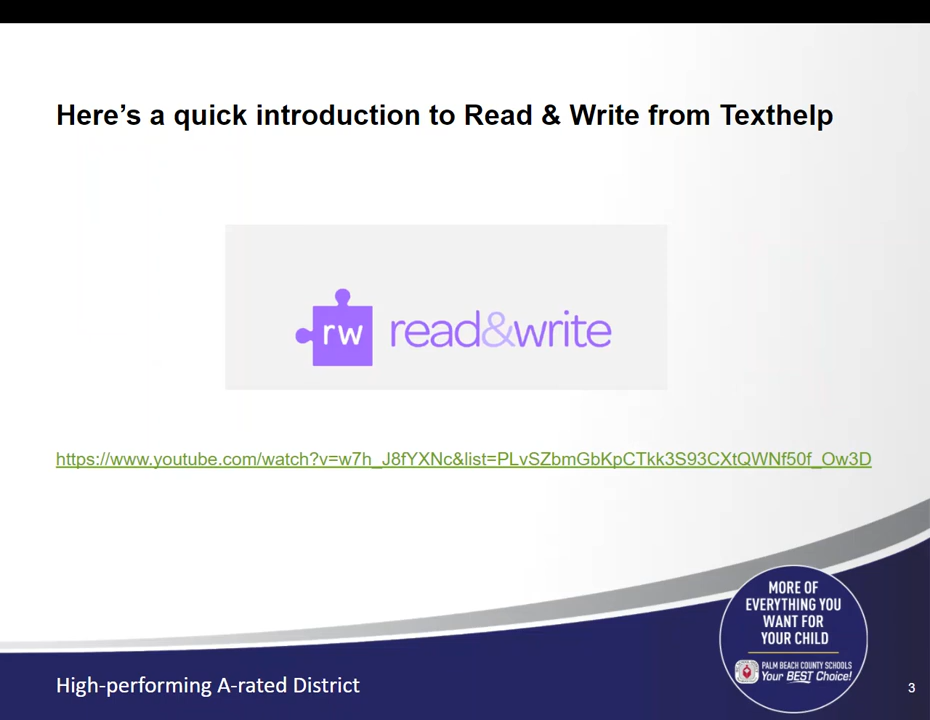 Here’s a quick introduction to Read & Write from Texthelp
rw read&write
https://www.youtube.com/watch?v=w7h_J8fYXNc&list=PLvSZbmGbKpCTkk3S93CXtQWNf50f_Ow3D
MORE OF
EVERYTHING YOU
WANT FOR
YOUR CHILD
PALM BEACH COUNTY SCHOOLS
Your BEST Choice!
High-performing A-rated District
3